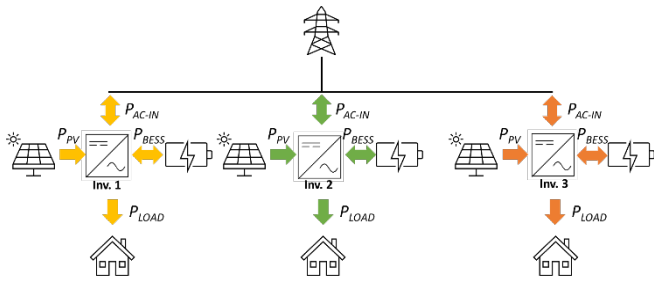 P_AC-IN
P_AC-IN
P_AC-IN
P_PV
P_BESS
P_PV
P_BESS
P_PV
P_BESS
Inv. 1
Inv. 2
Inv. 3
P_LOAD
P_LOAD
P_LOAD